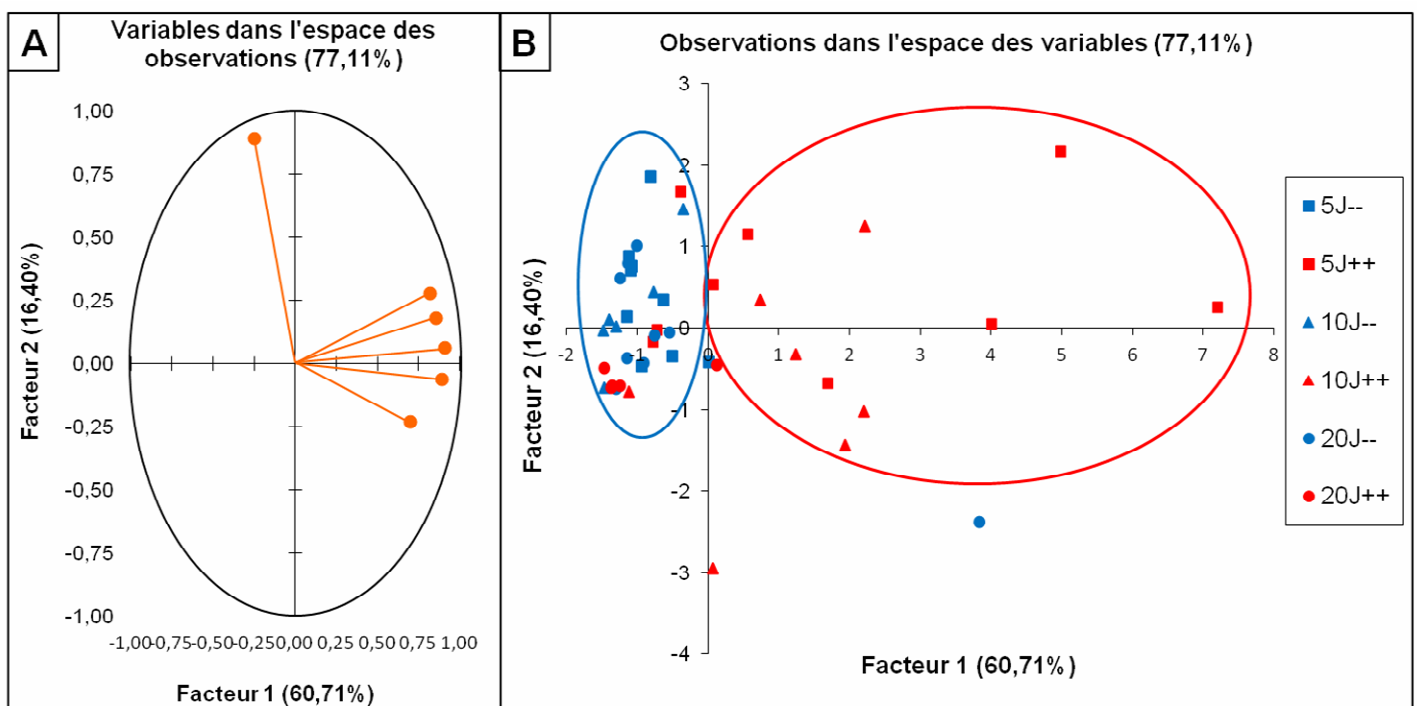 A
Variables dans l'espace des
observations (77,11%)
1,00
0,75
0,50
0,25
0,00
-0,25
-0,50
-0,75
-1,00
-1,00 -0,75 -0,50 -0,25 0,00 0,25 0,50 0,75 1,00
Facteur 2 (16,40%)
Facteur 1 (60,71%)
B
Observations dans l'espace des variables (77,11%)
3
2
1
0
-1
-2
-3
-4
-2 -1 0 1 2 3 4 5 6 7 8
Facteur 2 (16,40%)
Facteur 1 (60,71%)
5J--
5J++
10J--
10J++
20J--
20J++